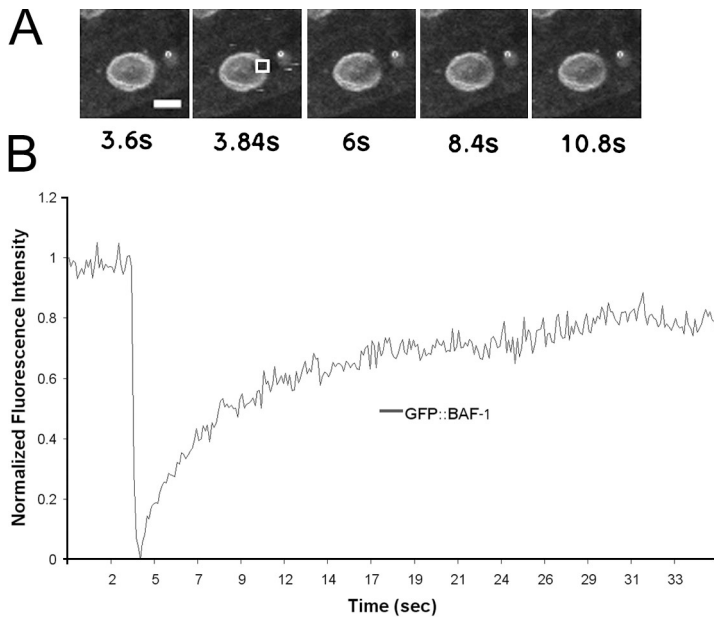 A
3.6s 3.84s 6s 8.4s 10.8s
B
Normalized Fluorescence Intensity
1.2
1
0.8
0.6
0.4
0.2
0
GFP::BAF-1
2 5 7 9 12 14 17 19 21 24 26 29 31 33
Time (sec)